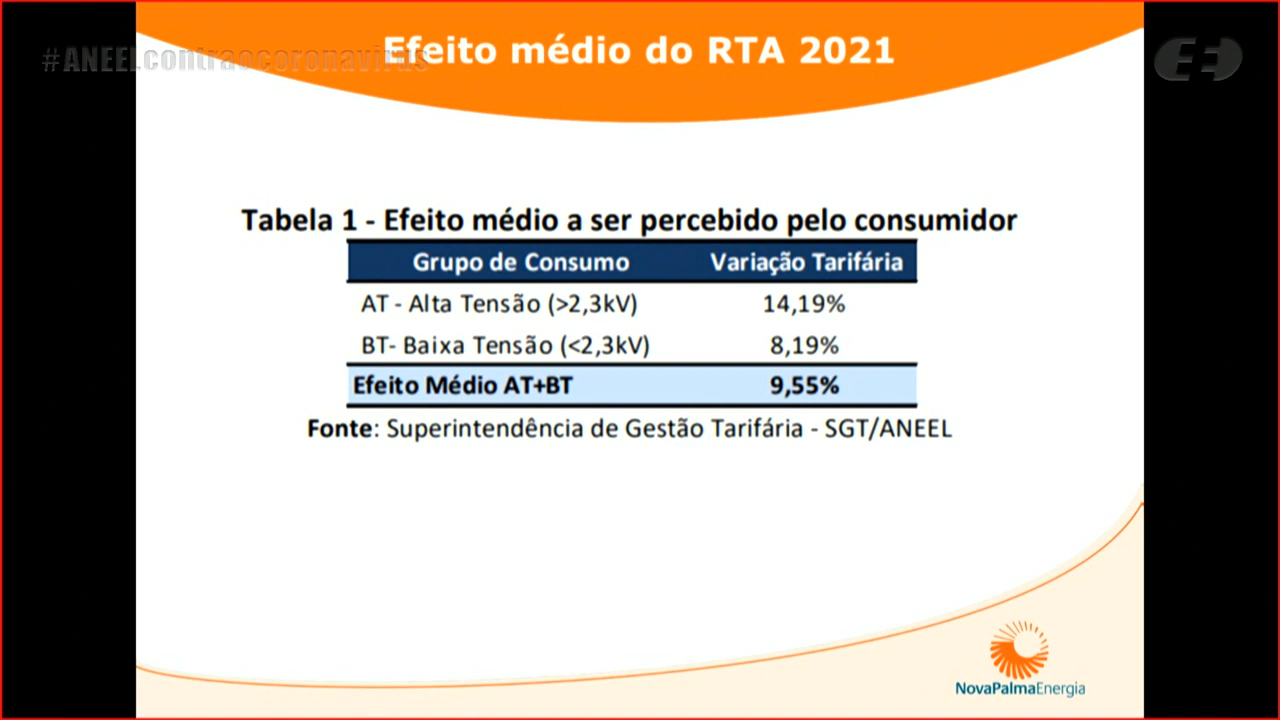 Efeito médio do RTA 2021
#ANEELcontraocoronavirus
Tabela 1 - Efeito médio a ser percebido pelo consumidor
Grupo de Consumo Variação Tarifária
AT - Alta Tensão (>2,3kV) 14,19%
BT- Baixa Tensão (<2,3kV) 8,19%
Efeito Médio AT+BT 9,55%
Fonte: Superintendência de Gestão Tarifária - SGT/ANEEL
NovaPalmaEnergia